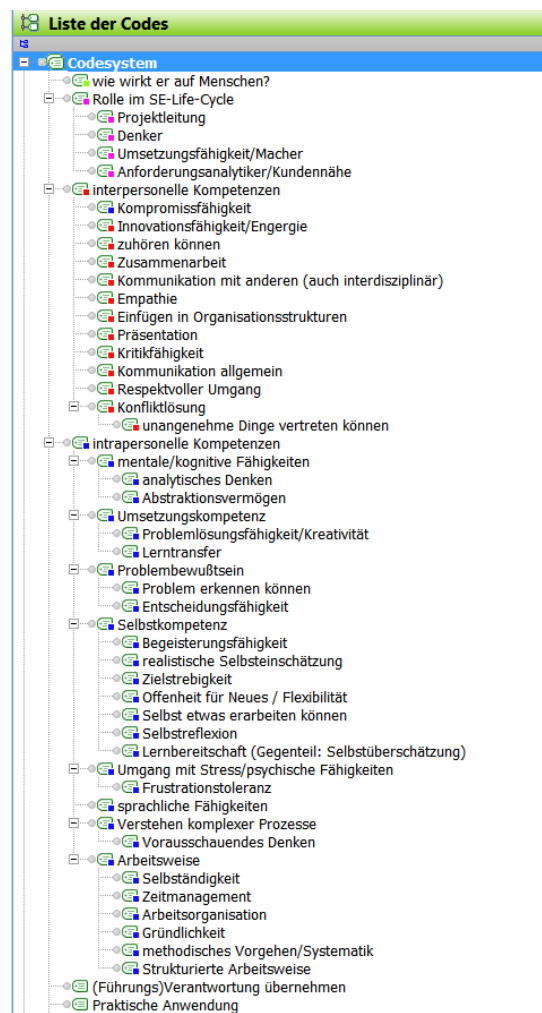 Liste der Codes
Codesystem
wie wirkt er auf Menschen?
Rolle im SE-Life-Cycle
Projektleitung
Denker
Umsetzungsfähigkeit/Macher
Anforderungsanalytiker/Kundennähe
interpersonelle Kompetenzen
Kompromissfähigkeit
Innovationsfähigkeit/Engergie
zuhören können
Zusammenarbeit
Kommunikation mit anderen (auch interdisziplinär)
Empathie
Einfügen in Organisationsstrukturen
Präsentation
Kritikfähigkeit
Kommunikation allgemein
Respektvoller Umgang
Konfliktlösung
unangenehme Dinge vertreten können
intrapersonelle Kompetenzen
mentale/kognitive Fähigkeiten
analytisches Denken
Abstraktionsvermögen
Umsetzungskompetenz
Problemlösungsfähigkeit/Kreativität
Lerntransfer
Problembewußtsein
Problem erkennen können
Entscheidungsfähigkeit
Selbstkompetenz
Begeisterungsfähigkeit
realistische Selbsteinschätzung
Zielstrebigkeit
Offenheit für Neues / Flexibilität
Selbst etwas erarbeiten können
Selbstreflexion
Lernbereitschaft (Gegenteil: Selbstüberschätzung)
Umgang mit Stress/psychische Fähigkeiten
Frustrationstoleranz
sprachliche Fähigkeiten
Verstehen komplexer Prozesse
Vorausschauendes Denken
Arbeitsweise
Selbständigkeit
Zeitmanagement
Arbeitsorganisation
Gründlichkeit
methodisches Vorgehen/Systematik
Strukturierte Arbeitsweise
(Führungs)Verantwortung übernehmen
Praktische Anwendung